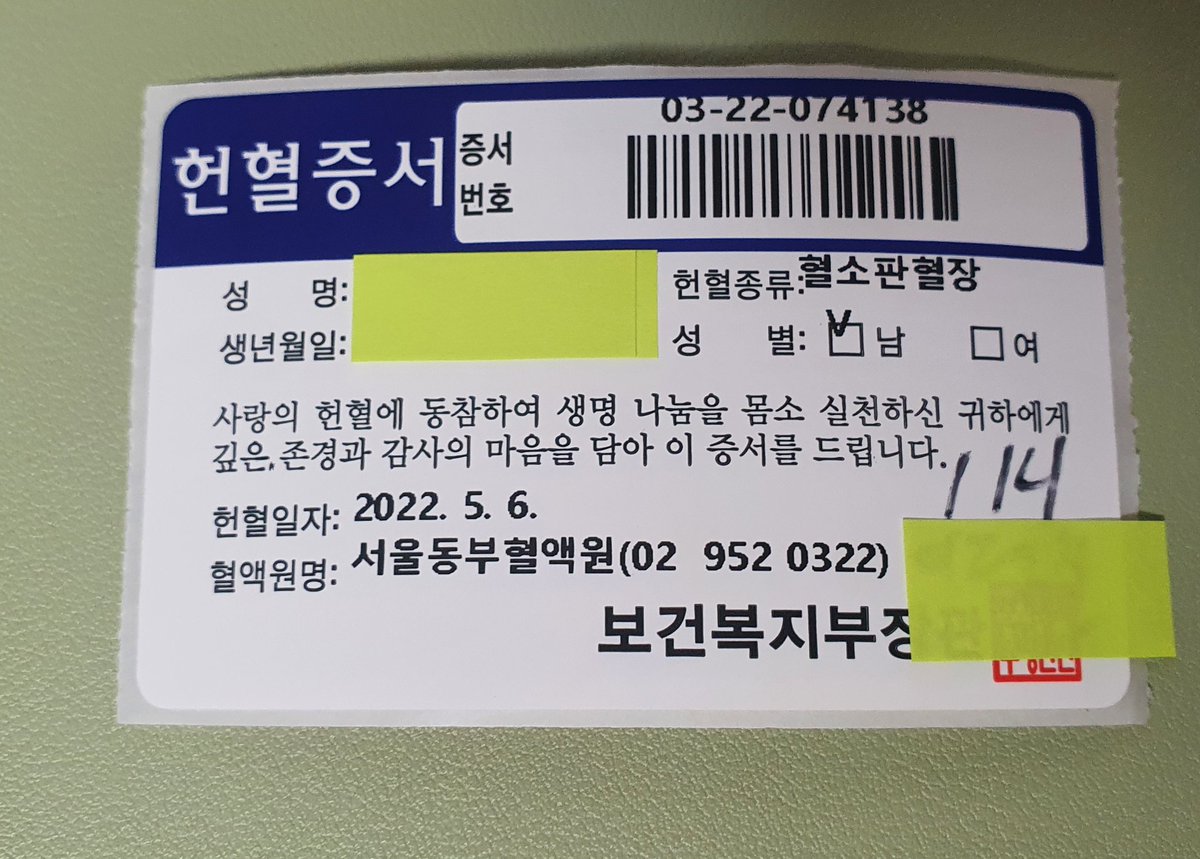 03-22-074138
헌혈증서 증서
번호
성 명:
헌혈종류: 혈소판혈장
생년월일:
성 별: V 남 여
사랑의 헌혈에 동참하여 생명 나눔을 몸소 실천하신 귀하에게
깊은 존경과 감사의 마음을 담아 이 증서를 드립니다.
114
헌혈일자: 2022. 5. 6.
혈액원명: 서울동부혈액원(02 952 0322)
보건복지부장관